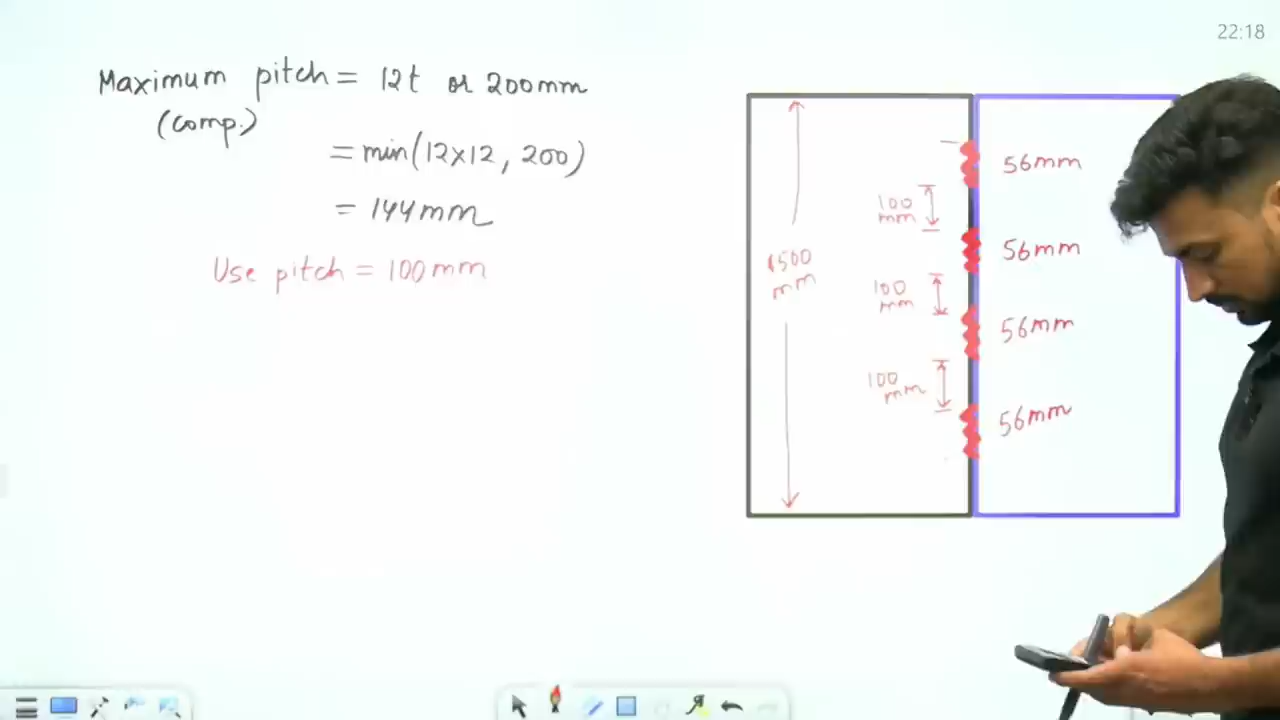 22:18
Maximum pitch = 12t or 200mm
(comp.)
= min(12x12, 200)
= 144mm
Use pitch = 100mm
56mm
100
mm
56mm
1500
mm
100
mm
56mm
100
mm
56mm